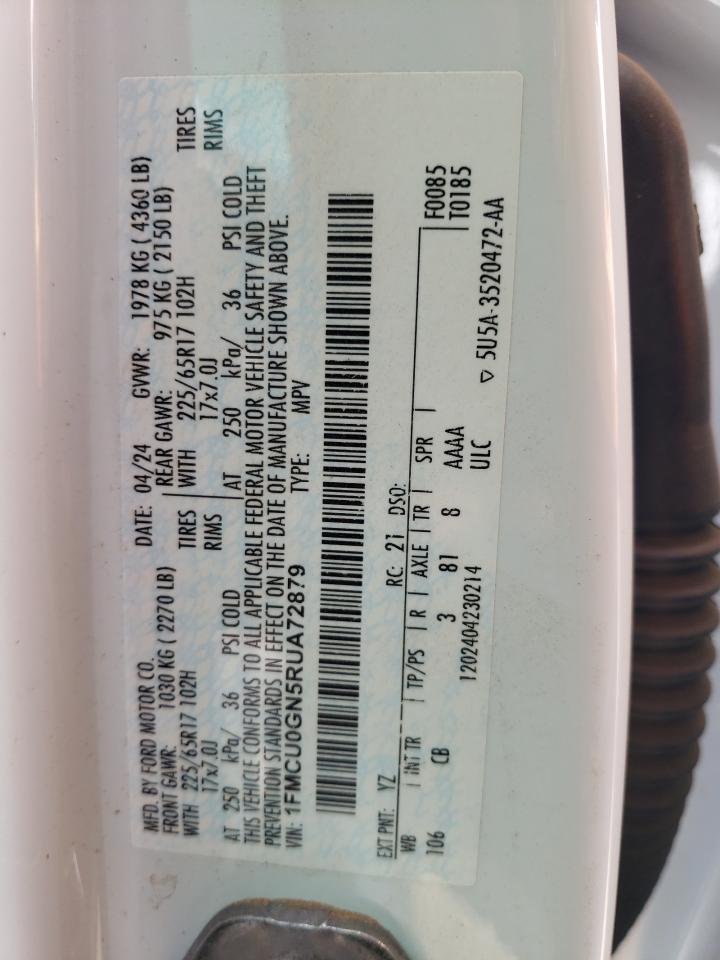 MFD. BY FORD MOTOR CO. DATE: 04/24 GVWR: 1978 KG ( 4360 LB)
FRONT GAWR: 1030 KG ( 2270 LB) REAR GAWR: 975 KG ( 2150 LB)
WITH 225/65R17 102H TIRES WITH 225/65R17 102H TIRES
17x7.0J RIMS 17x7.0J RIMS
AT 250 kPa/ 36 PSI COLD AT 250 kPa/ 36 PSI COLD
THIS VEHICLE CONFORMS TO ALL APPLICABLE FEDERAL MOTOR VEHICLE SAFETY AND THEFT
PREVENTION STANDARDS IN EFFECT ON THE DATE OF MANUFACTURE SHOWN ABOVE.
VIN: 1FMCU0GN5RUA72879 TYPE: MPV
EXT PNT: YZ RC: 21 DSO:
WB INT TR TP/PS R AXLE TR SPR F0085
106 CB 3 81 8 AAAA T0185
1202404230214 ULC
▽ 5U5A-3520472-AA